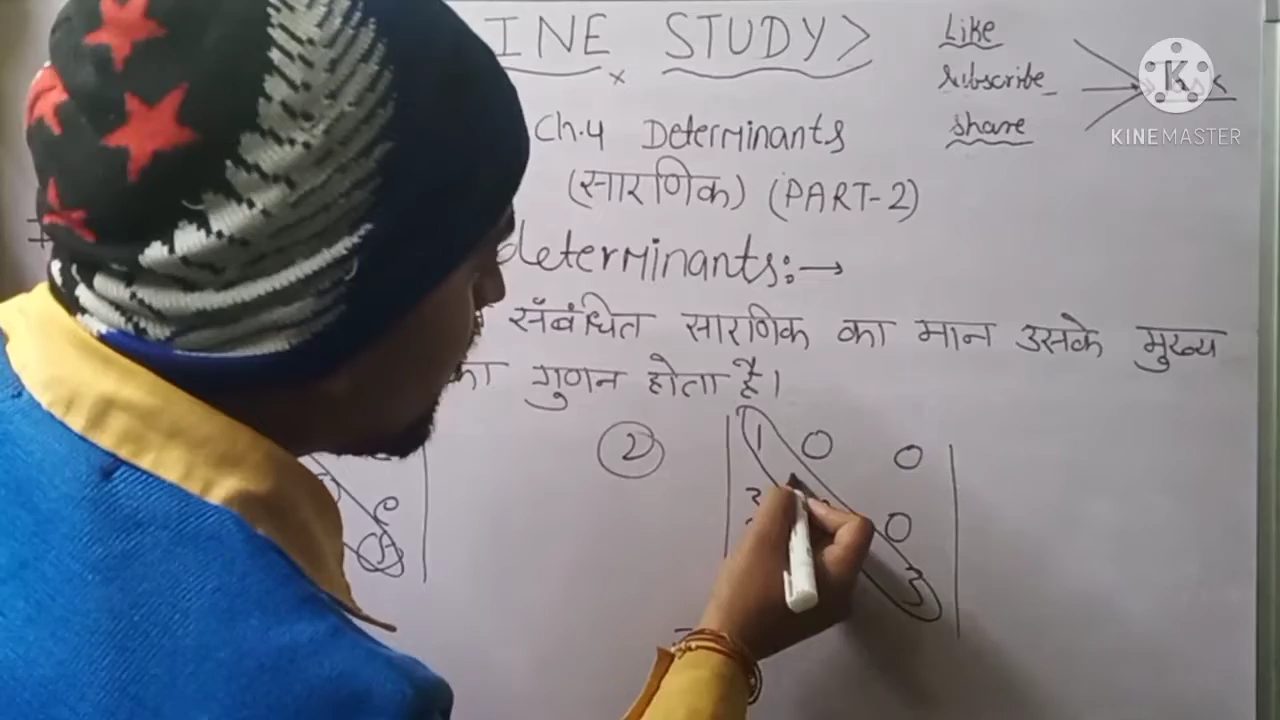 INE STUDY>
Like
subscribe
share
KINEMASTER
Ch.4 Determinants
(सारणिक) (PART-2)
determinants:→
संबंधित सारणिक का मान उसके मुख्य
का गुणन होता है।
2
1 0 0
3 0
3